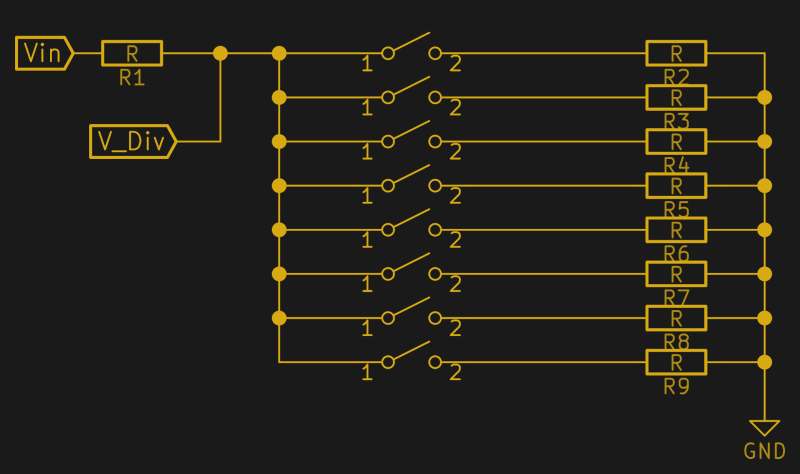 Vin R 1 2 R
R1 R2
1 2 R
R3
V_Div 1 2 R
R4
1 2 R
R5
1 2 R
R6
1 2 R
R7
1 2 R
R8
1 2 R
R9
GND